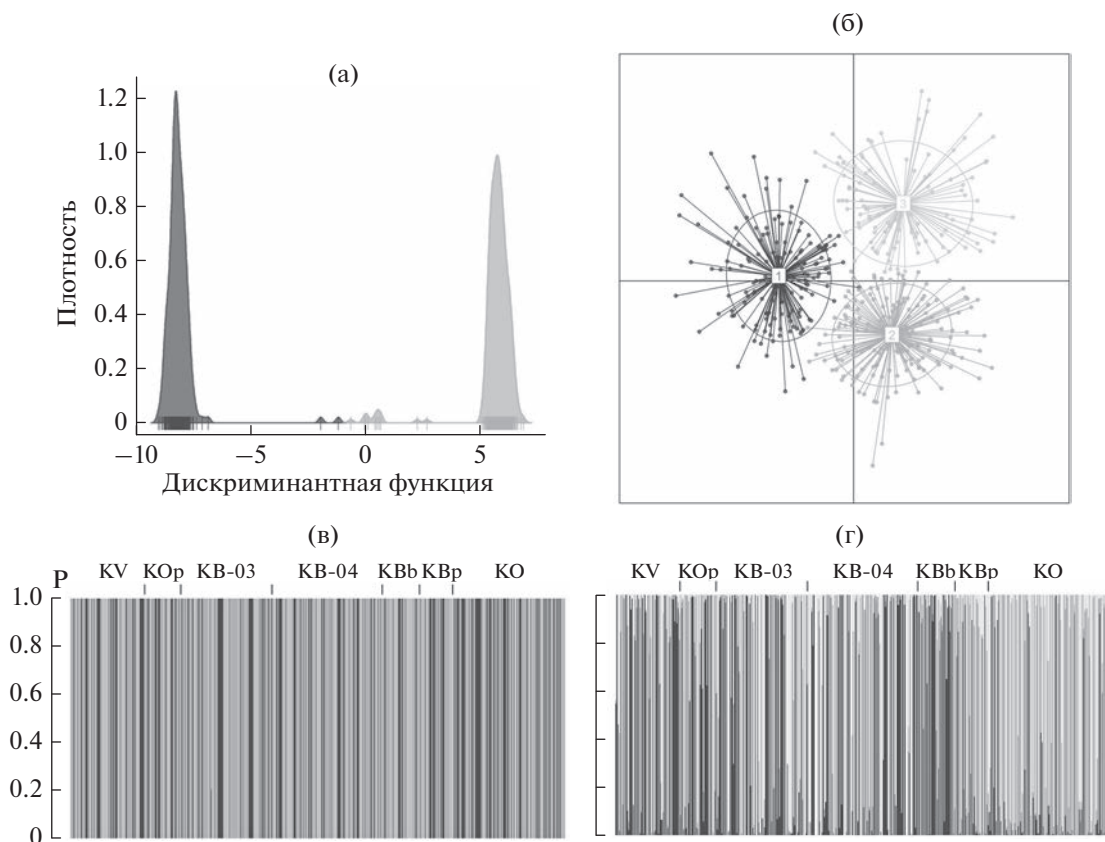 (а)
1.2
1.0
0.8
0.6
0.4
0.2
0
Плотность
−10 −5 0 5
Дискриминантная функция
(б)
1
2
3
(в)
P KV KOp KB-03 KB-04 KBb KBp KO
1.0
0.8
0.6
0.4
0.2
0
(г)
KV KOp KB-03 KB-04 KBb KBp KO